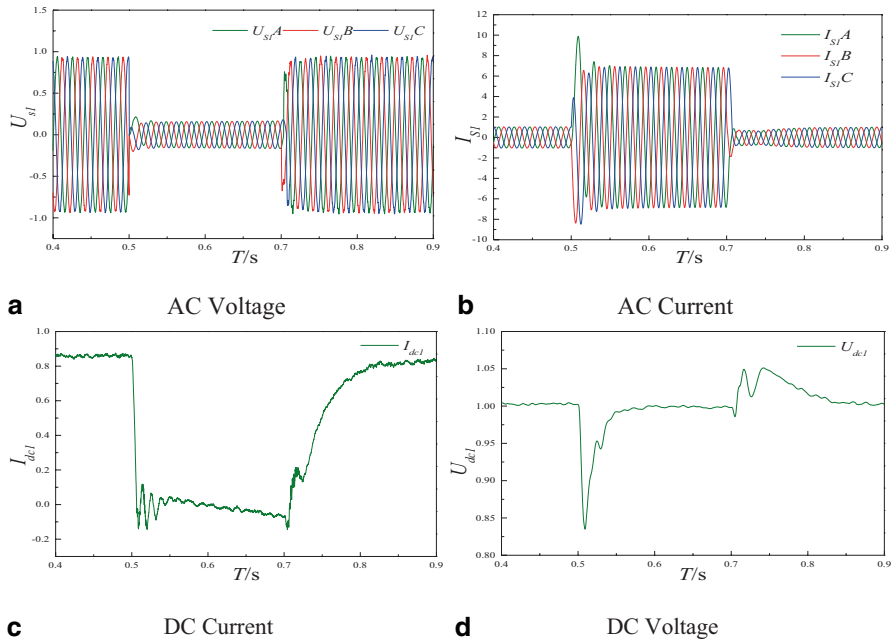 U_S1A U_S1B U_S1C
1.0
0.5
0.0
-0.5
-1.0
U_s1
0.4 0.5 0.6 0.7 0.8 0.9
T/s
a AC Voltage
I_S1A
I_S1B
I_S1C
12
10
8
6
4
2
0
-2
-4
-6
-8
-10
I_S1
0.4 0.5 0.6 0.7 0.8 0.9
T/s
b AC Current
I_dc1
1.0
0.8
0.6
0.4
0.2
0.0
-0.2
I_dc1
0.4 0.5 0.6 0.7 0.8 0.9
T/s
c DC Current
U_dc1
1.10
1.05
1.00
0.95
0.90
0.85
0.80
U_dc1
0.4 0.5 0.6 0.7 0.8 0.9
T/s
d DC Voltage